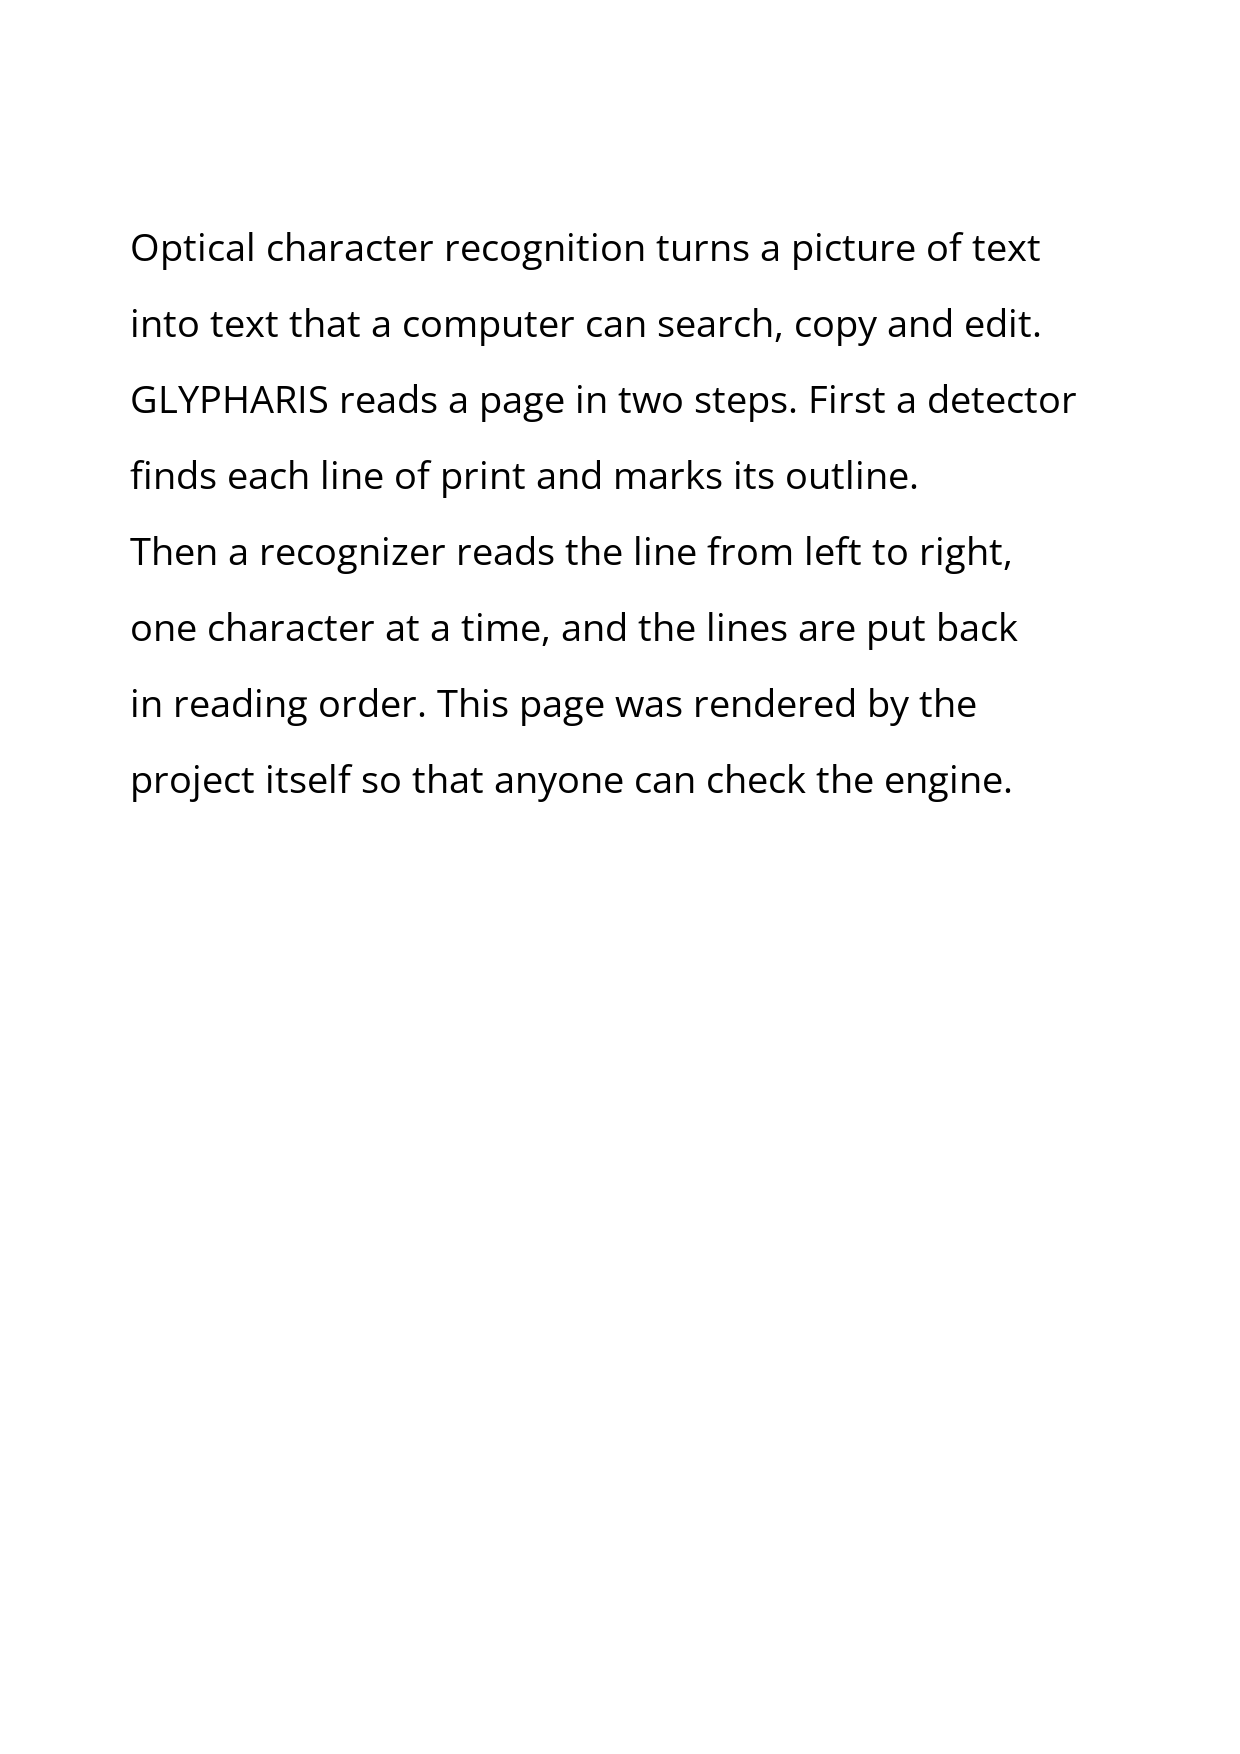 Optical character recognition turns a picture of text
into text that a computer can search, copy and edit.
GLYPHARIS reads a page in two steps. First a detector
finds each line of print and marks its outline.
Then a recognizer reads the line from left to right,
one character at a time, and the lines are put back
in reading order. This page was rendered by the
project itself so that anyone can check the engine.